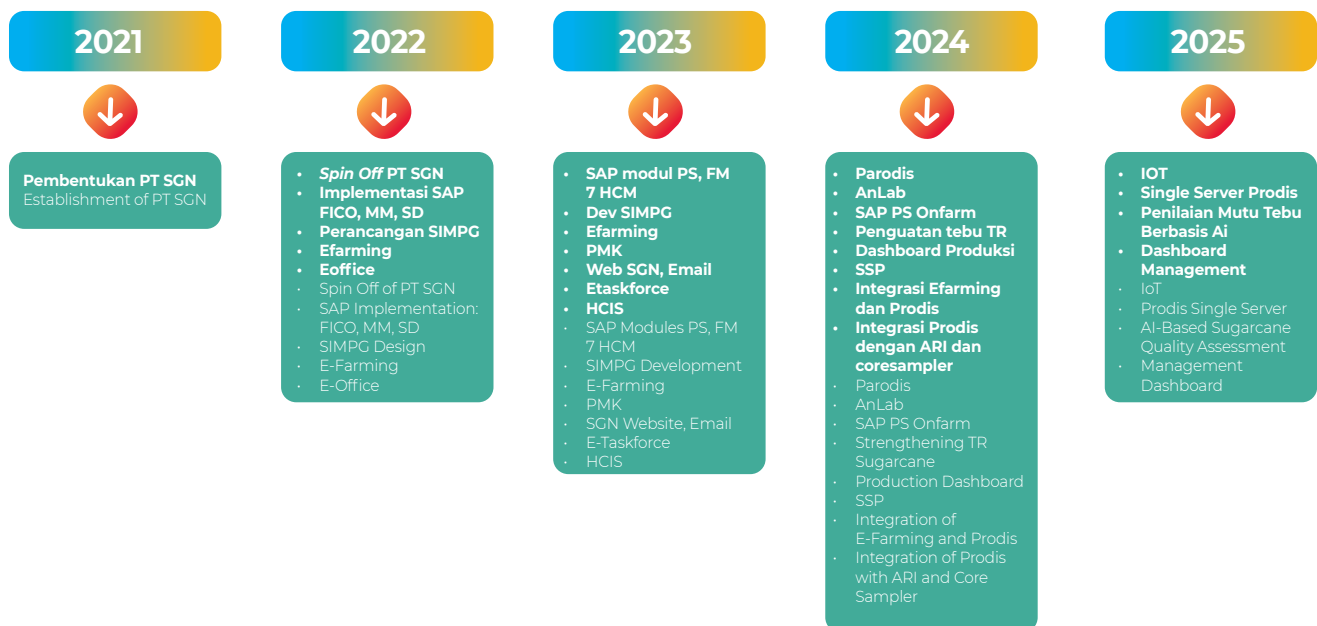 2021
Pembentukan PT SGN
Establishment of PT SGN
2022
• Spin Off PT SGN
• Implementasi SAP
FICO, MM, SD
• Perancangan SIMPG
• Efarming
• Eoffice
· Spin Off of PT SGN
· SAP Implementation:
FICO, MM, SD
· SIMPG Design
· E-Farming
· E-Office
2023
• SAP modul PS, FM
7 HCM
• Dev SIMPG
• Efarming
• PMK
• Web SGN, Email
• Etaskforce
• HCIS
· SAP Modules PS, FM
7 HCM
· SIMPG Development
· E-Farming
· PMK
· SGN Website, Email
· E-Taskforce
· HCIS
2024
• Parodis
• AnLab
• SAP PS Onfarm
• Penguatan tebu TR
• Dashboard Produksi
• SSP
• Integrasi Efarming
dan Prodis
• Integrasi Prodis
dengan ARI dan
coresampler
· Parodis
· AnLab
· SAP PS Onfarm
· Strengthening TR
Sugarcane
· Production Dashboard
· SSP
· Integration of
E-Farming and Prodis
· Integration of Prodis
with ARI and Core
Sampler
2025
• IOT
• Single Server Prodis
• Penilaian Mutu Tebu
Berbasis Ai
• Dashboard
Management
· IoT
· Prodis Single Server
· AI-Based Sugarcane
Quality Assessment
· Management
Dashboard